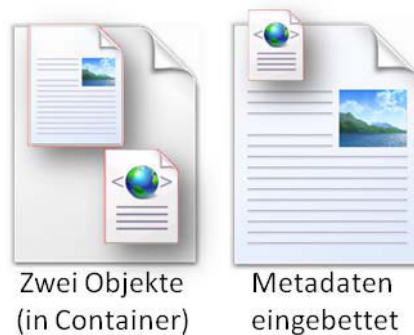 Zwei Objekte
(in Container)
Metadaten
eingebettet